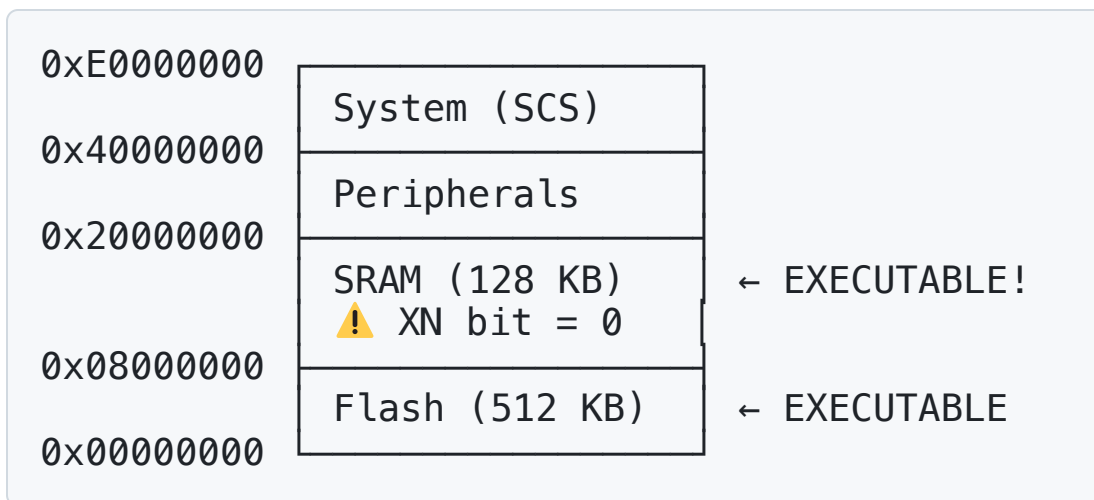 0xE0000000
System (SCS)
0x40000000
Peripherals
0x20000000
SRAM (128 KB) ← EXECUTABLE!
⚠️ XN bit = 0
0x08000000
Flash (512 KB) ← EXECUTABLE
0x00000000